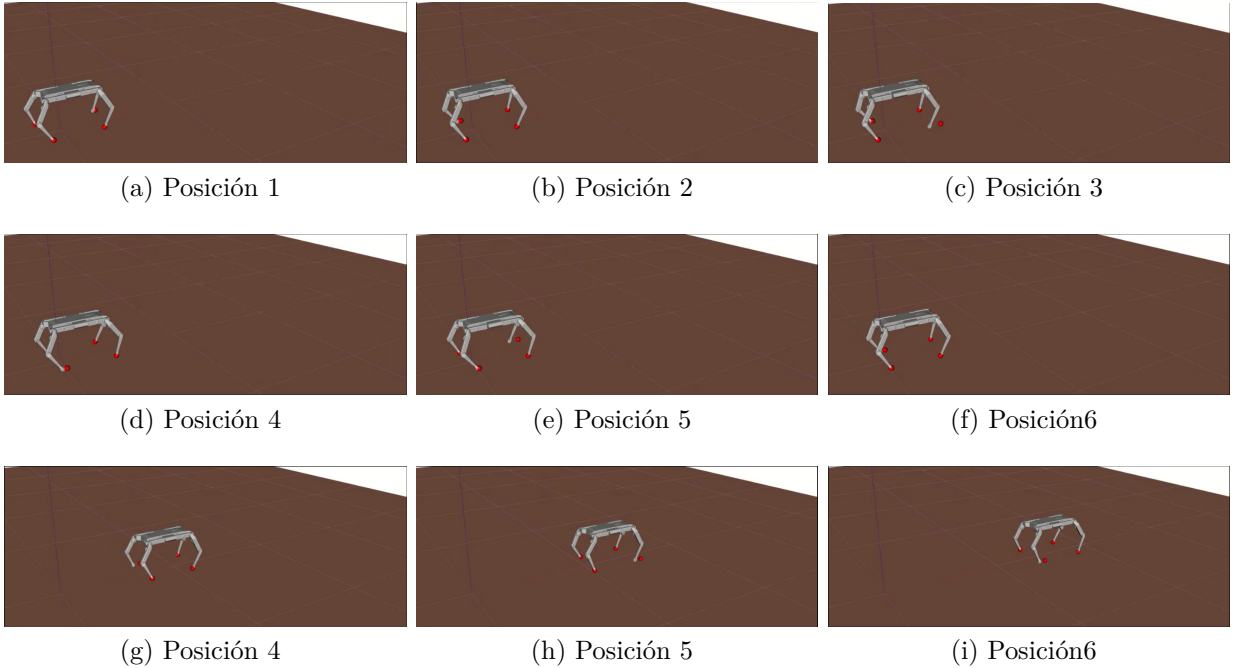 (a) Posición 1
(b) Posición 2
(c) Posición 3
(d) Posición 4
(e) Posición 5
(f) Posición6
(g) Posición 4
(h) Posición 5
(i) Posición6